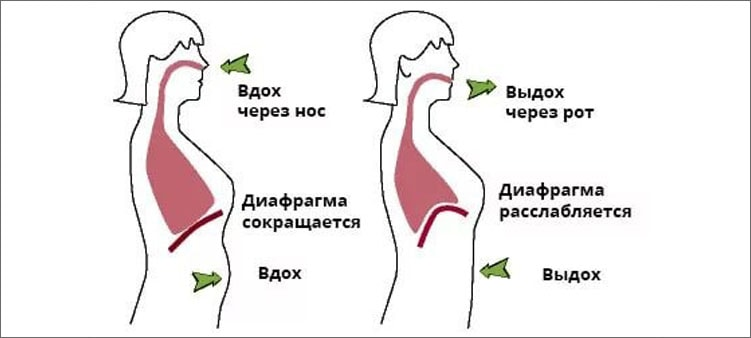 Вдох
через нос
Диафрагма
сокращается
Вдох
Выдох
через рот
Диафрагма
расслабляется
Выдох